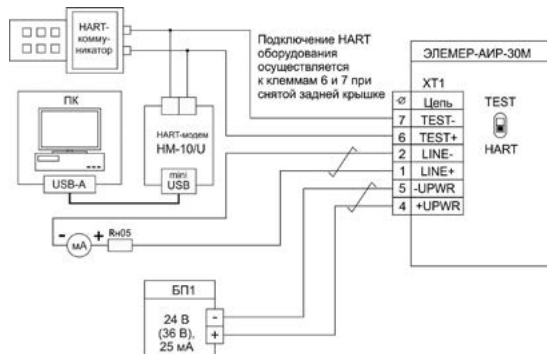 HART-
комму-
никатор
Подключение HART
оборудования
осуществляется
к клеммам 6 и 7 при
снятой задней крышке
ПК
USB-A
HART-модем
HM-10/U
mini
USB
- мА +
Rн05
БП1
24 В
(36 В),
25 мА
-
+
ЭЛЕМЕР-АИР-30М
XT1
Ø Цепь
7 TEST-
6 TEST+
2 LINE-
1 LINE+
5 -UPWR
4 +UPWR
TEST
HART